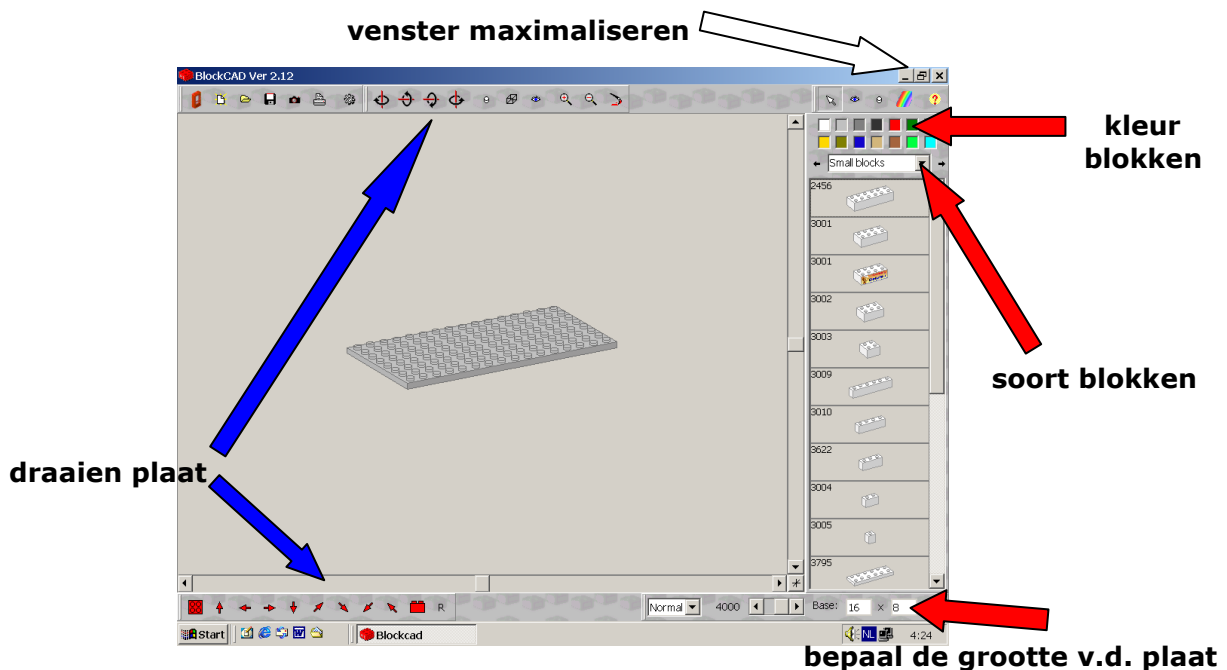 venster maximaliseren
BlockCAD Ver 2.12
kleur
blokken
Small blocks
2456
3001
3001
3002
3003
soort blokken
3009
3010
3622
draaien plaat
3004
3005
3795
R
Normal 4000 Base: 16 x 8
Start Blockcad NL 4:24
bepaal de grootte v.d. plaat